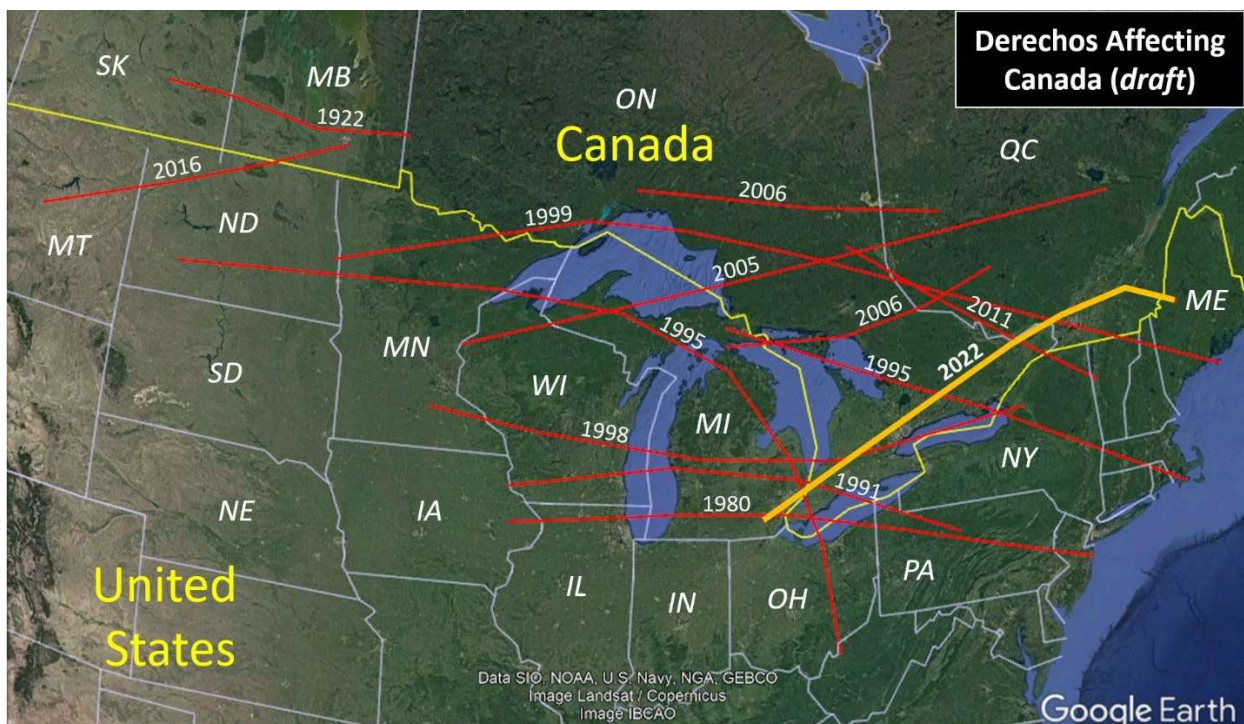 Derechos Affecting
Canada (draft)
SK
MB
ON
Canada
QC
1922
2016
2006
1999
ND
MT
2005
2006
2011
ME
1995
MN
SD
WI
2022
1995
MI
1998
NY
1991
NE
IA
1980
PA
United
States
IL
IN
OH
Data SIO, NOAA, U.S. Navy, NGA, GEBCO
Image Landsat / Copernicus
Image IBCAO
Google Earth